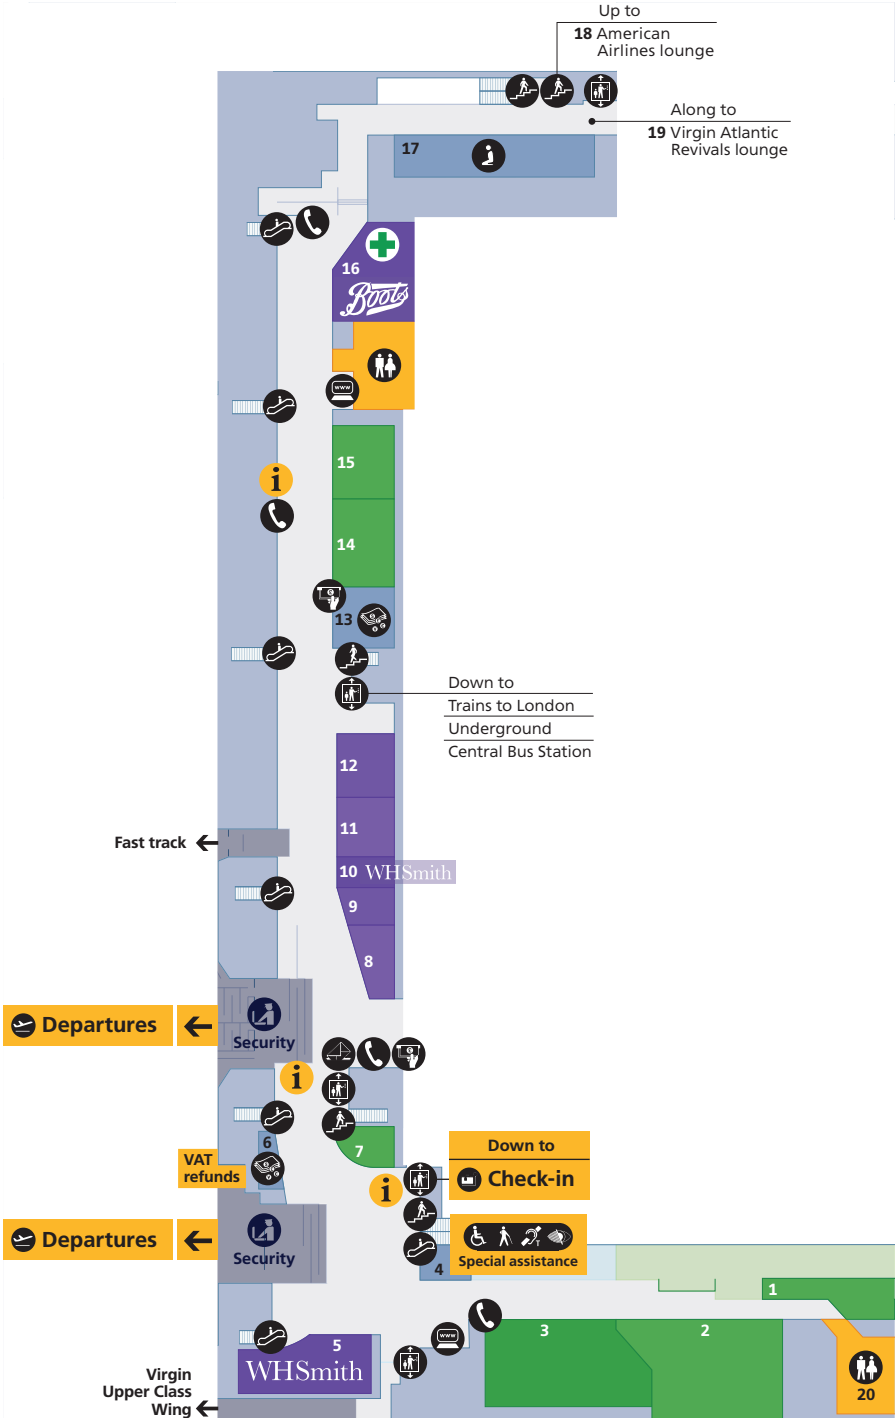 Up to
18 American
Airlines lounge
Along to
19 Virgin Atlantic
Revivals lounge
17
16
Boots
www
15
i
14
13
Down to
Trains to London
Underground
Central Bus Station
12
11
Fast track
10 WHSmith
9
8
Departures
Security
i
6
7
VAT
refunds
Down to
Check-in
i
Departures
Security
T
Special assistance
4
1
3
2
5
www
WHSmith
20
Virgin
Upper Class
Wing